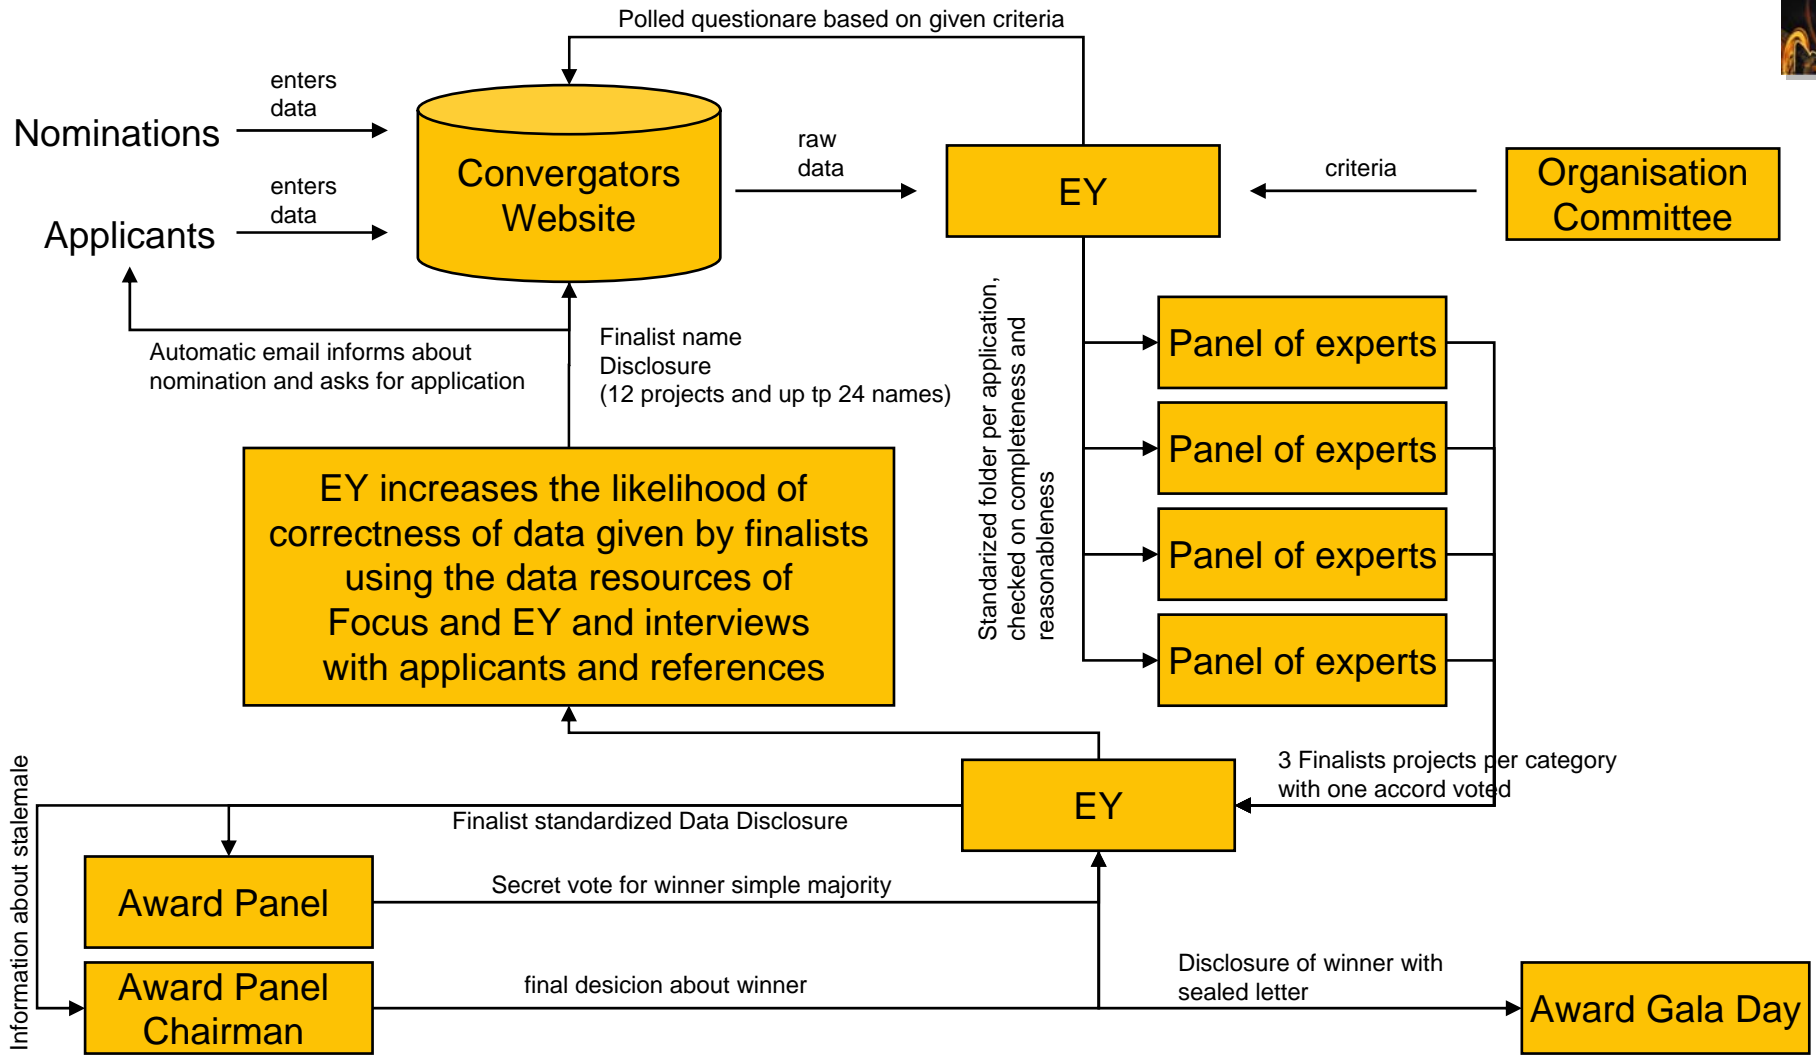 Polled questionare based on given criteria
enters
data
Nominations
enters
data
Applicants
Convergators
Website
raw
data
EY
criteria
Organisation
Committee
Automatic email informs about
nomination and asks for application
Finalist name
Disclosure
(12 projects and up tp 24 names)
Standardized folder per application,
checked on completeness and
reasonableness
Panel of experts
Panel of experts
Panel of experts
Panel of experts
EY increases the likelihood of
correctness of data given by finalists
using the data resources of
Focus and EY and interviews
with applicants and references
3 Finalists projects per category
with one accord voted
EY
Finalist standardized Data Disclosure
Information about stalemale
Award Panel
Secret vote for winner simple majority
Award Panel
Chairman
final desicion about winner
Disclosure of winner with
sealed letter
Award Gala Day